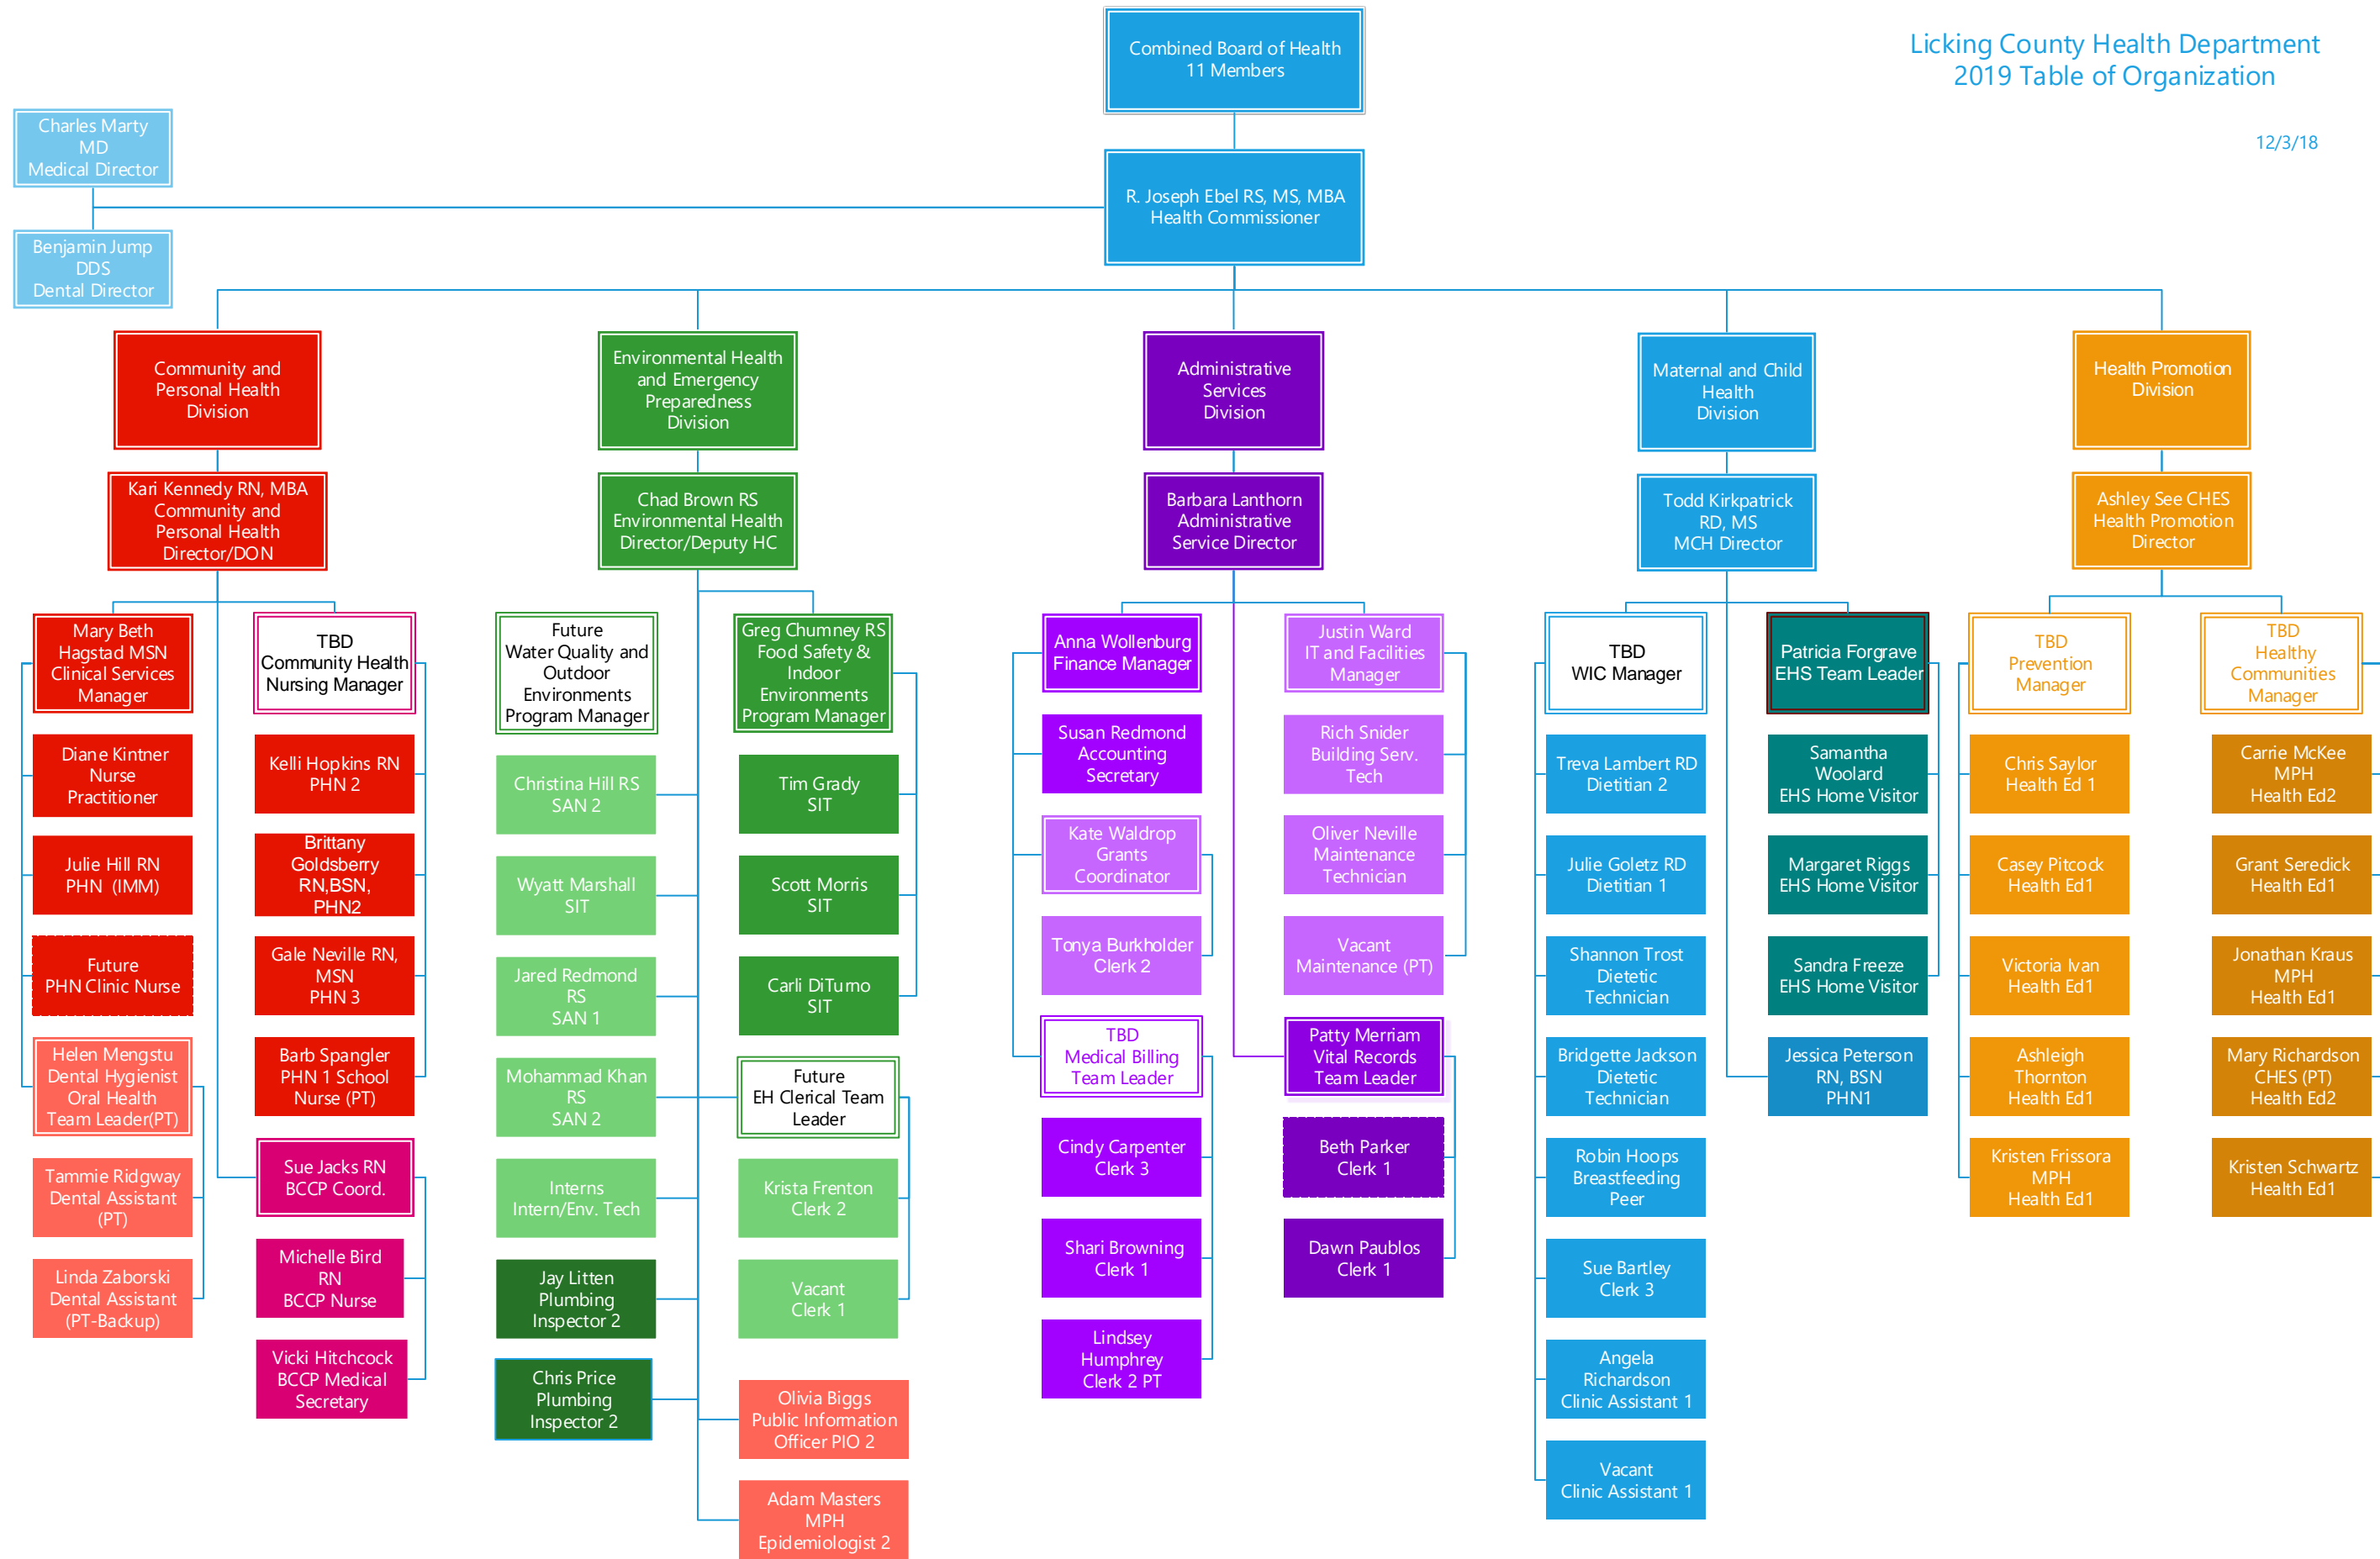 Combined Board of Health
11 Members
Licking County Health Department
2019 Table of Organization
12/3/18
Charles Marty
MD
Medical Director
R. Joseph Ebel RS, MS, MBA
Health Commissioner
Benjamin Jump
DDS
Dental Director
Community and
Personal Health
Division
Kari Kennedy RN, MBA
Community and
Personal Health
Director/DON
Mary Beth
Hagstad MSN
Clinical Services
Manager
Diane Kintner
Nurse
Practitioner
Julie Hill RN
PHN  (IMM)
Future
PHN Clinic Nurse
Helen Mengstu
Dental Hygienist
Oral Health
Team Leader(PT)
Tammie Ridgway
Dental Assistant
(PT)
Linda Zaborski
Dental Assistant
(PT-Backup)
TBD
Community Health
Nursing Manager
Kelli Hopkins RN
PHN 2
Brittany
Goldsberry
RN,BSN,
PHN2
Gale Neville RN,
MSN
PHN 3
Barb Spangler
PHN 1 School
Nurse (PT)
Sue Jacks RN
BCCP Coord.
Michelle Bird
RN
BCCP Nurse
Vicki Hitchcock
BCCP Medical
Secretary
Environmental Health
and Emergency
Preparedness
Division
Chad Brown RS
Environmental Health
Director/Deputy HC
Future
Water Quality and
Outdoor
Environments
Program Manager
Christina Hill RS
SAN 2
Wyatt Marshall
SIT
Jared Redmond
RS
SAN 1
Mohammad Khan
RS
SAN 2
Interns
Intern/Env. Tech
Jay Litten
Plumbing
Inspector 2
Chris Price
Plumbing
Inspector 2
Greg Chumney RS
Food Safety &
Indoor
Environments
Program Manager
Tim Grady
SIT
Scott Morris
SIT
Carli DiTurno
SIT
Future
EH Clerical Team
Leader
Krista Frenton
Clerk 2
Vacant
Clerk 1
Olivia Biggs
Public Information
Officer PIO 2
Adam Masters
MPH
Epidemiologist 2
Administrative
Services
Division
Barbara Lanthorn
Administrative
Service Director
Anna Wollenburg
Finance Manager
Susan Redmond
Accounting
Secretary
Kate Waldrop
Grants
Coordinator
Tonya Burkholder
Clerk 2
TBD
Medical Billing
Team Leader
Cindy Carpenter
Clerk 3
Shari Browning
Clerk 1
Lindsey
Humphrey
Clerk 2 PT
Justin Ward
IT and Facilities
Manager
Rich Snider
Building Serv.
Tech
Oliver Neville
Maintenance
Technician
Vacant
Maintenance (PT)
Patty Merriam
Vital Records
Team Leader
Beth Parker
Clerk 1
Dawn Paublos
Clerk 1
Maternal and Child
Health
Division
Todd Kirkpatrick
RD, MS
MCH Director
TBD
WIC Manager
Treva Lambert RD
Dietitian 2
Julie Goletz RD
Dietitian 1
Shannon Trost
Dietetic
Technician
Bridgette Jackson
Dietetic
Technician
Robin Hoops
Breastfeeding
Peer
Sue Bartley
Clerk 3
Angela
Richardson
Clinic Assistant 1
Vacant
Clinic Assistant 1
Patricia Forgrave
EHS Team Leader
Samantha
Woolard
EHS Home Visitor
Margaret Riggs
EHS Home Visitor
Sandra Freeze
EHS Home Visitor
Jessica Peterson
RN, BSN
PHN1
Health Promotion
Division
Ashley See CHES
Health Promotion
Director
TBD
Prevention
Manager
Chris Saylor
Health Ed 1
Casey Pitcock
Health Ed1
Victoria Ivan
Health Ed1
Ashleigh
Thornton
Health Ed1
Kristen Frissora
MPH
Health Ed1
TBD
Healthy
Communities
Manager
Carrie McKee
MPH
Health Ed2
Grant Seredick
Health Ed1
Jonathan Kraus
MPH
Health Ed1
Mary Richardson
CHES (PT)
Health Ed2
Kristen Schwartz
Health Ed1